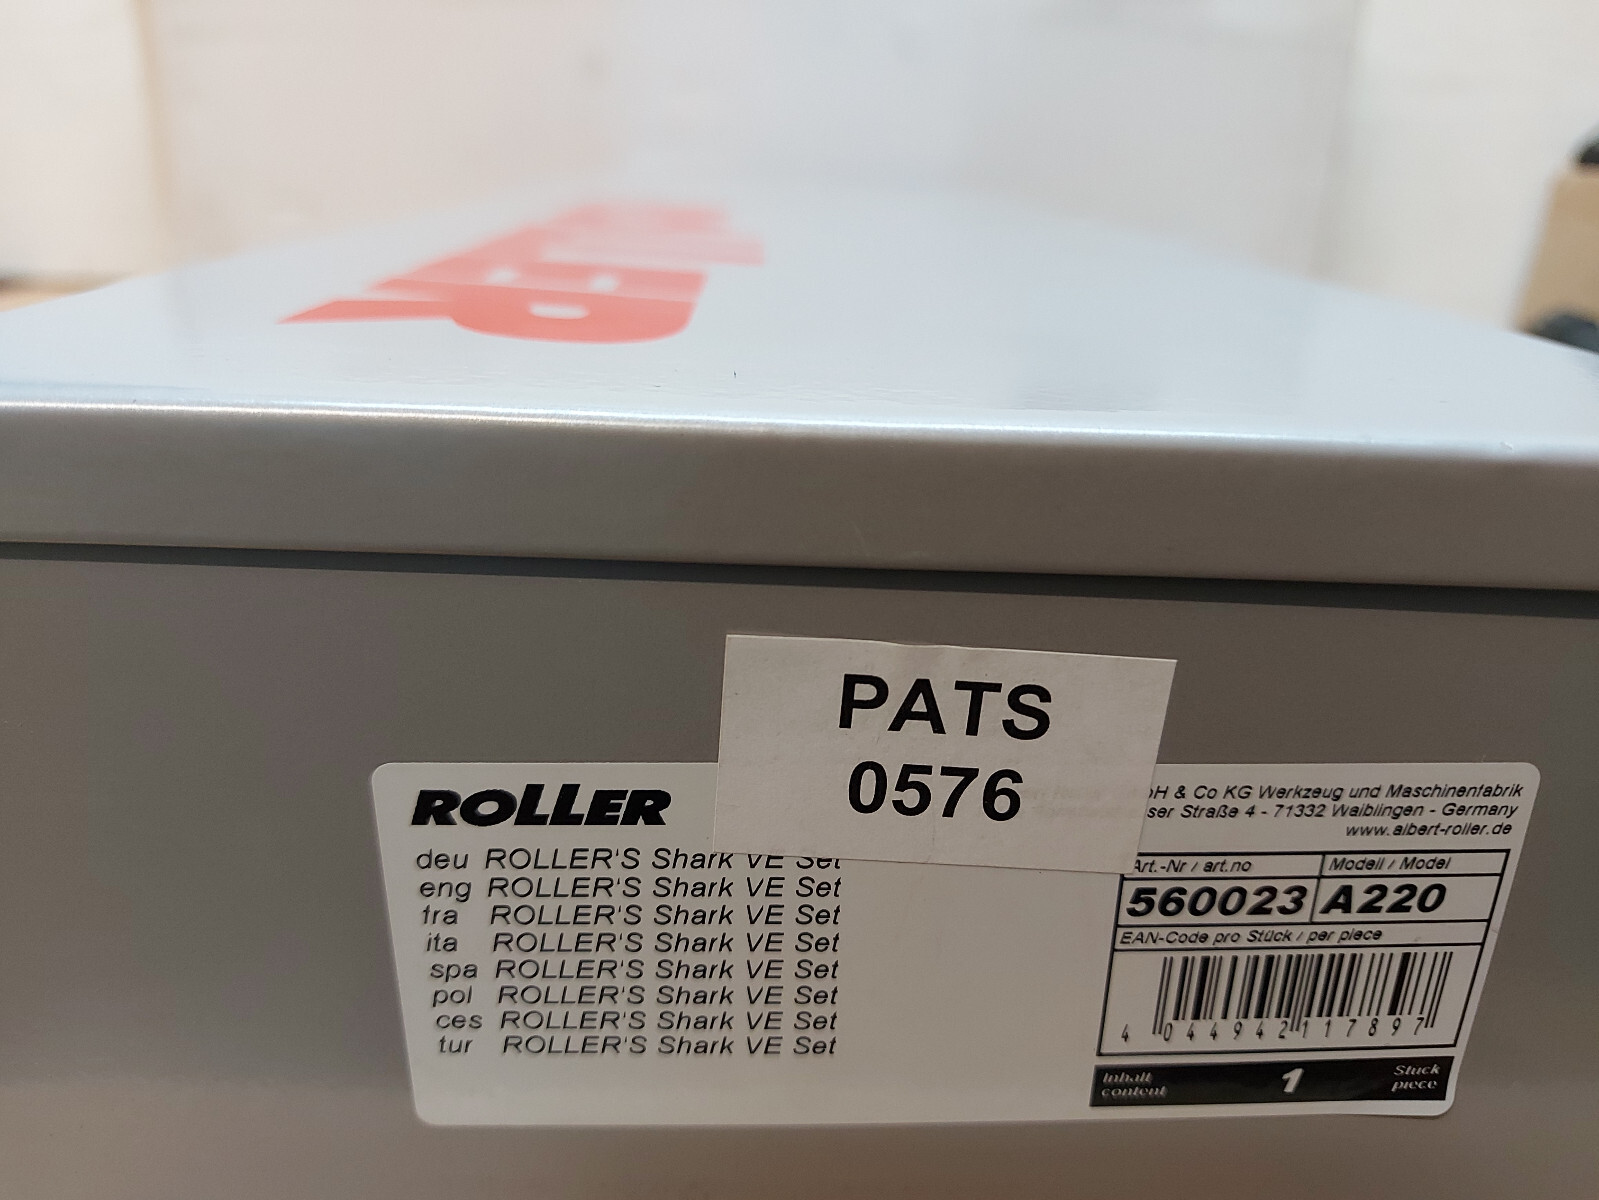 PATS
0576
ROLLER
H & Co KG Werkzeug und Maschinenfabrik
ser Straße 4 - 71332 Waiblingen - Germany
www.albert-roller.de
deu ROLLER'S Shark VE Set
eng ROLLER'S Shark VE Set
fra ROLLER'S Shark VE Set
ita ROLLER'S Shark VE Set
spa ROLLER'S Shark VE Set
pol ROLLER'S Shark VE Set
ces ROLLER'S Shark VE Set
tur ROLLER'S Shark VE Set
Art.-Nr / art.no Modell / Model
560023 A220
EAN-Code pro Stück / per piece
4 044942 117897
Inhalt 1 Stück
content piece